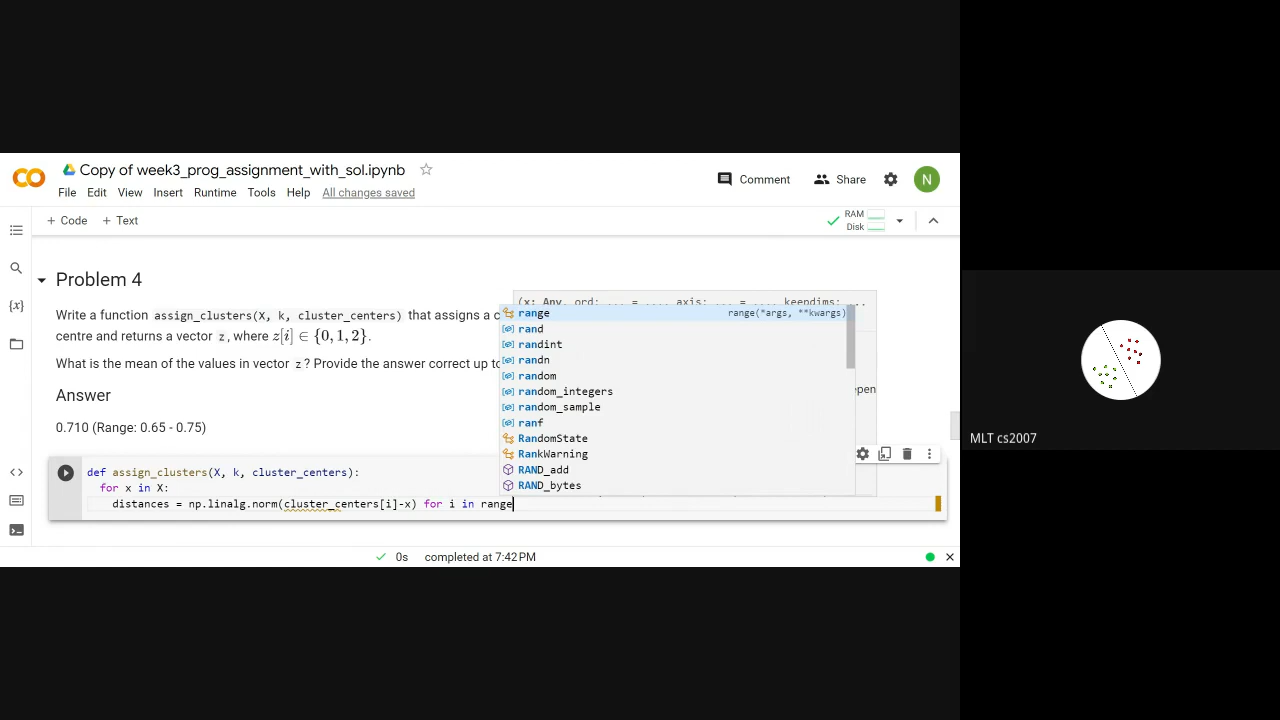 Copy of week3_prog_assignment_with_sol.ipynb
File Edit View Insert Runtime Tools Help All changes saved
Comment
Share
N
+ Code + Text
RAM
Disk
Problem 4
Write a function assign_clusters(X, k, cluster_centers) that assigns a c
centre and returns a vector z, where z[i] ∈ {0, 1, 2}.
What is the mean of the values in vector z? Provide the answer correct up to
Answer
0.710 (Range: 0.65 - 0.75)
(x: Any, ord: ... = ..., axis: ... = ..., keepdims: ...
range range(*args, **kwargs)
rand
randint
randn
random
random_integers
random_sample
ranf
RandomState
RankWarning
RAND_add
RAND_bytes
pen
def assign_clusters(X, k, cluster_centers):
for x in X:
distances = np.linalg.norm(cluster_centers[i]-x) for i in range
0s completed at 7:42 PM
MLT cs2007